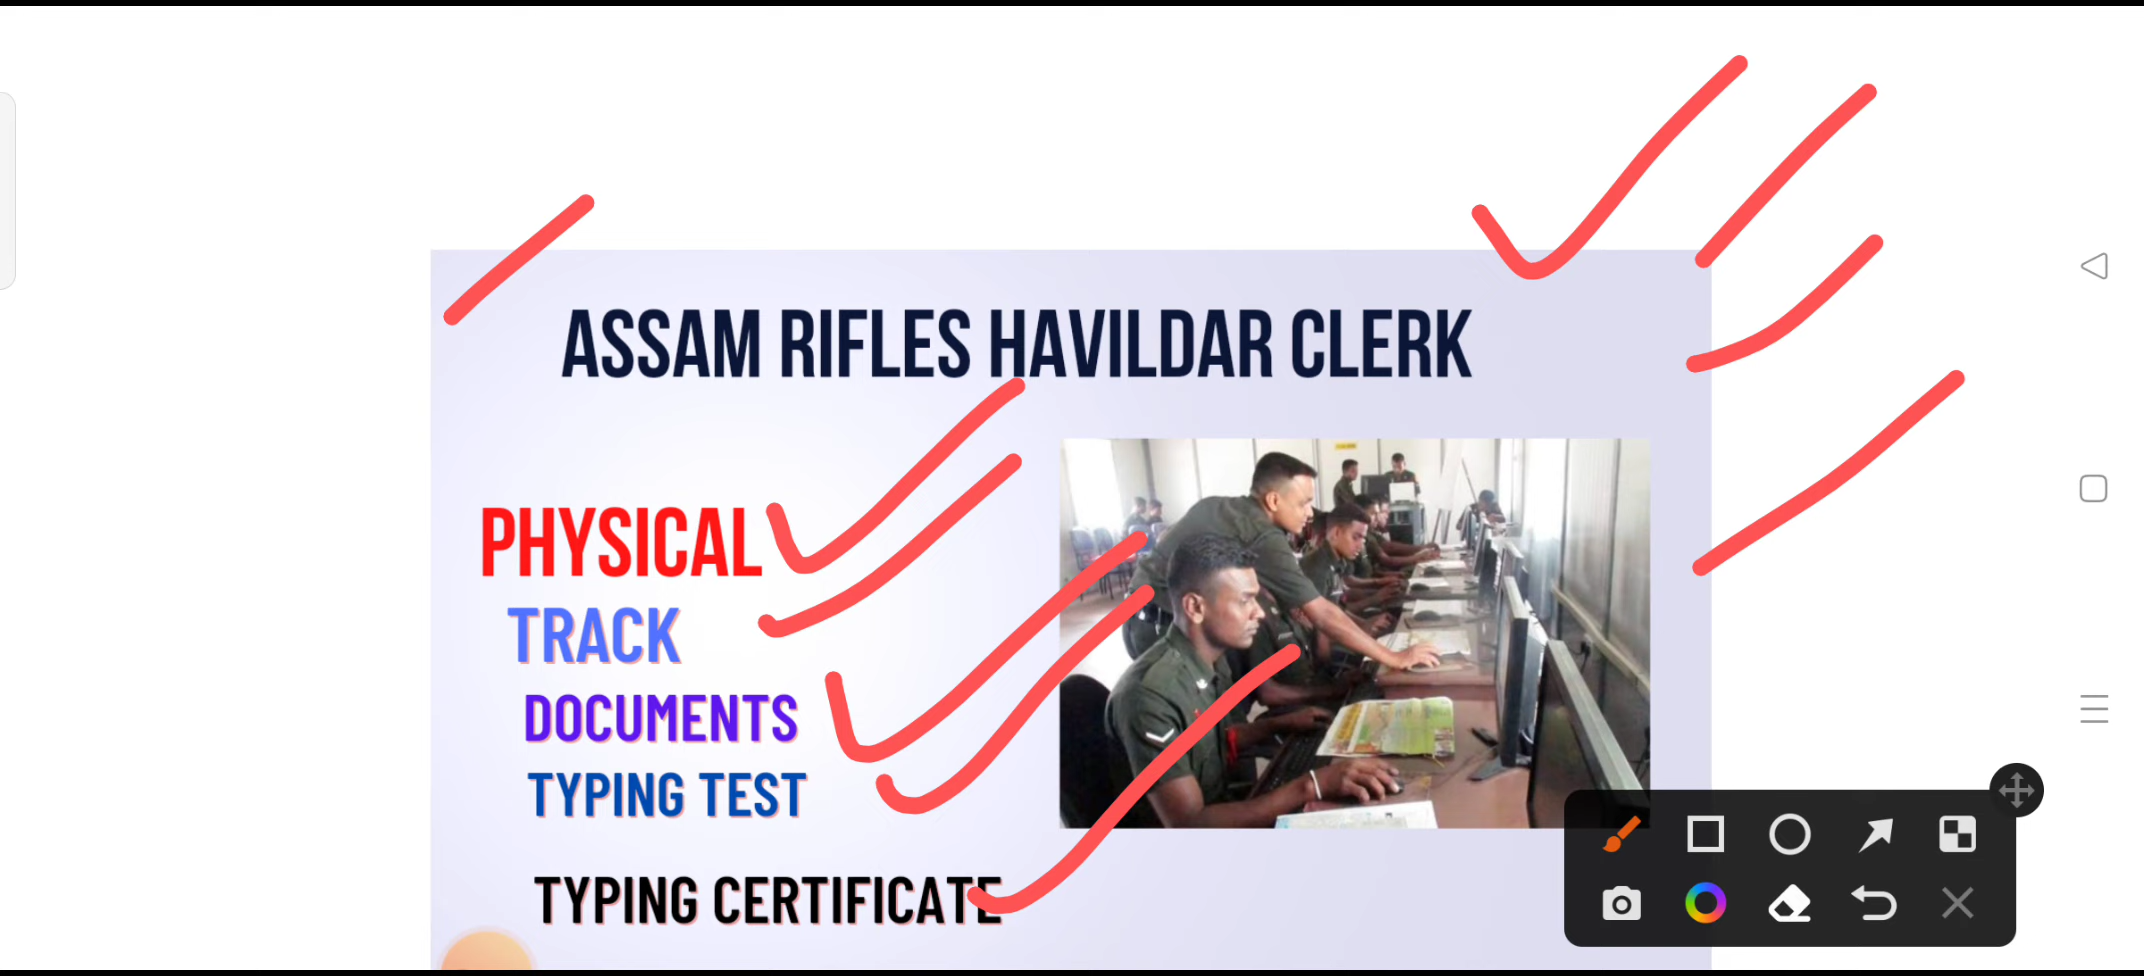 ASSAM RIFLES HAVILDAR CLERK
PHYSICAL
TRACK
DOCUMENTS
TYPING TEST
TYPING CERTIFICATE